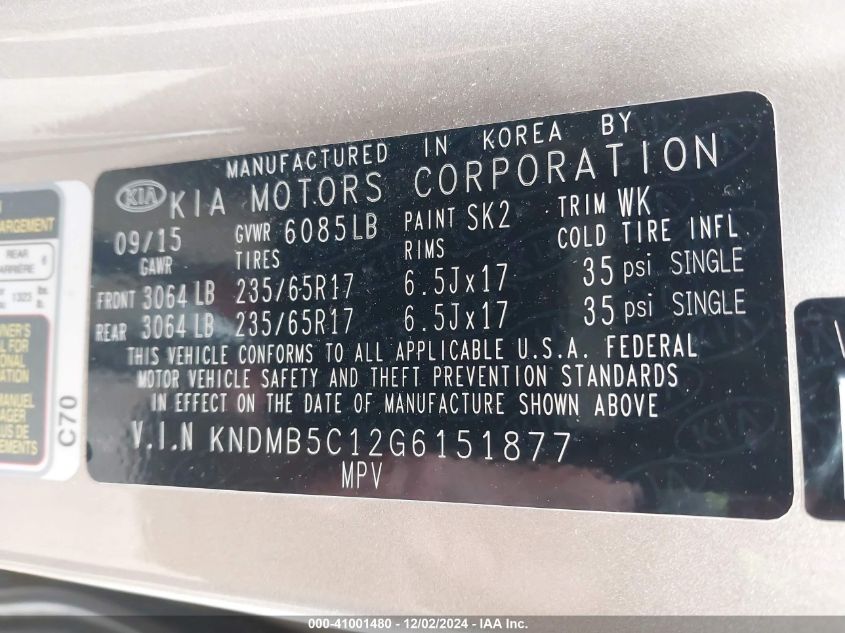 MANUFACTURED IN KOREA BY
KIA KIA MOTORS CORPORATION
09/15 GVWR 6085LB PAINT SK2 TRIM WK
GAWR TIRES RIMS COLD TIRE INFL
FRONT 3064 LB 235/65R17 6.5Jx17 35 psi SINGLE
REAR 3064 LB 235/65R17 6.5Jx17 35 psi SINGLE
THIS VEHICLE CONFORMS TO ALL APPLICABLE U.S.A. FEDERAL
MOTOR VEHICLE SAFETY AND THEFT PREVENTION STANDARDS
IN EFFECT ON THE DATE OF MANUFACTURE SHOWN ABOVE
V.I.N KNDMB5C12G6151877
MPV
REAR
1323
C70
000-41001480 - 12/02/2024 - IAA Inc.